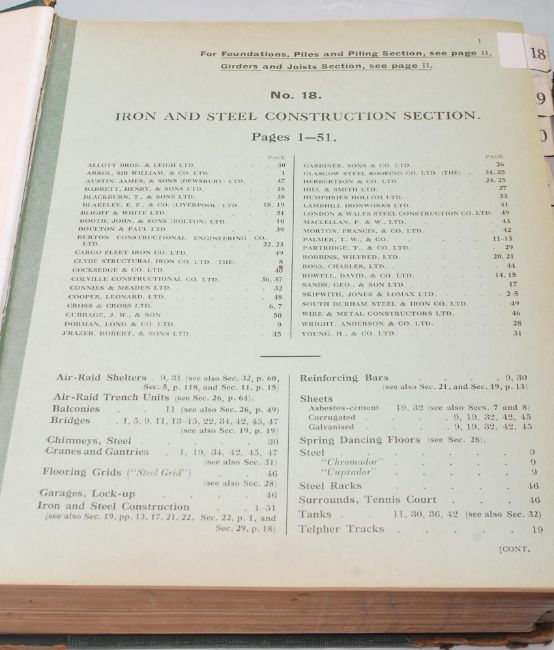 1
For Foundations, Piles and Piling Section, see page II.
Girders and Joists Section, see page II.
No. 18.
IRON AND STEEL CONSTRUCTION SECTION.
Pages 1—51.
PAGE
ALLOTT BROS. & LEIGH LTD. . . 30
ARROL, SIR WILLIAM, & CO. LTD. . 1
AUSTIN, JAMES, & SONS (DEWSBURY) LTD. . 47
BARRETT, HENRY, & SONS LTD. . . 16
BLACKBURN, T., & SONS LTD. . . 38
BLAKELEY, F. E., & CO. (LIVERPOOL) LTD. 18, 19
BLIGHT & WHITE LTD. . . 51
BOOTH, JOHN, & SONS (BOLTON) LTD. . 10
BOULTON & PAUL LTD. . . 39
BURTON CONSTRUCTIONAL ENGINEERING CO.
LTD. . . 22, 23
CARGO FLEET IRON CO. LTD. . . 49
CLYDE STRUCTURAL IRON CO. LTD. (THE) . 8
COCKSEDGE & CO. LTD. . . 40
COLVILLE CONSTRUCTIONAL CO. LTD. . 36, 37
CONNIES & MEADEN LTD. . . 32
COOPER, LEONARD, LTD. . . 48
CROSS & CROSS LTD. . . 6, 7
CUBBAGE, J. W., & SON . . 50
DORMAN, LONG & CO. LTD. . . 9
FRAZER, ROBERT, & SONS LTD. . . 45
PAGE
GARDINER, SONS & CO. LTD. . . 26
GLASGOW STEEL ROOFING CO. LTD. (THE) . 34, 35
HERBERTSON & CO. LTD. . . 24, 25
HILL & SMITH LTD. . . 27
HUMPHRIES HOLLOM LTD. . . 33
LAMBHILL IRONWORKS LTD. . . 41
LONDON & WALES STEEL CONSTRUCTION CO. LTD. 49
MACLELLAN, P. & W., LTD. . . 43
MORTON, FRANCIS, & CO. LTD. . . 42
PALMER, T. W., & CO. . . 11-13
PARTRIDGE, T., & CO. LTD. . . 29
ROBBINS, WILFRED, LTD. . . 20, 21
ROSS, CHARLES, LTD. . . 44
ROWELL, DAVID, & CO. LTD. . . 14, 15
SANDS, GEO., & SON LTD. . . 17
SKIPWITH, JONES & LOMAX LTD. . . 2-5
SOUTH DURHAM STEEL & IRON CO. LTD. . 49
WIRE & METAL CONSTRUCTORS LTD. . 46
WRIGHT, ANDERSON & CO. LTD. . . 28
YOUNG, H., & CO. LTD. . . 31
Air-Raid Shelters . 9, 31 (see also Sec. 32, p. 60,
Sec. 5, p. 118, and Sec. 11, p. 15)
Air-Raid Trench Units (see Sec. 26, p. 64).
Balconies . . 11 (see also Sec. 26, p. 49)
Bridges . 1, 5, 9, 11, 13-15, 22, 34, 42, 45, 47
(see also Sec. 19, p. 19)
Chimneys, Steel . . . 30
Cranes and Gantries . 1, 19, 34, 42, 45, 47
(see also Sec. 31)
Flooring Grids ("Steel Grid") . . 46
(see also Sec. 28)
Garages, Lock-up . . . 46
Iron and Steel Construction . . 1-51
(see also Sec. 19, pp. 13, 17, 21, 22, Sec. 22, p. 1, and
Sec. 29, p. 18)
Reinforcing Bars . . . 9, 30
(see also Sec. 21, and Sec. 19, p. 13)
Sheets
Asbestos-cement 19, 32 (see also Secs. 7 and 8)
Corrugated . . . 9, 19, 32, 42, 45
Galvanised . . . 9, 19, 32, 42, 45
Spring Dancing Floors (see Sec. 28).
Steel . . . 9
"Chromador" . . . 9
"Cuprador" . . . 9
Steel Racks . . . 46
Surrounds, Tennis Court . . . 46
Tanks . . 11, 30, 36, 42 (see also Sec. 32)
Telpher Tracks . . . 19
[CONT.
18
9
0